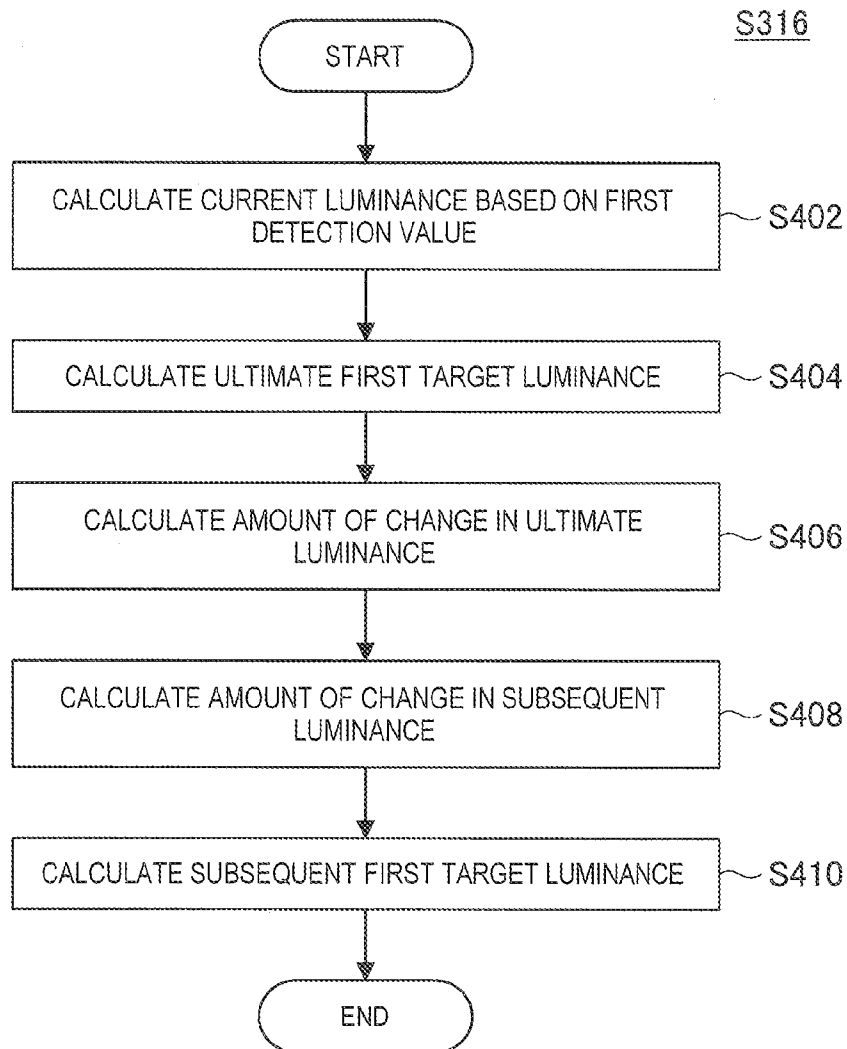 S316
START
CALCULATE CURRENT LUMINANCE BASED ON FIRST
DETECTION VALUE
S402
CALCULATE ULTIMATE FIRST TARGET LUMINANCE
S404
CALCULATE AMOUNT OF CHANGE IN ULTIMATE
LUMINANCE
S406
CALCULATE AMOUNT OF CHANGE IN SUBSEQUENT
LUMINANCE
S408
CALCULATE SUBSEQUENT FIRST TARGET LUMINANCE
S410
END